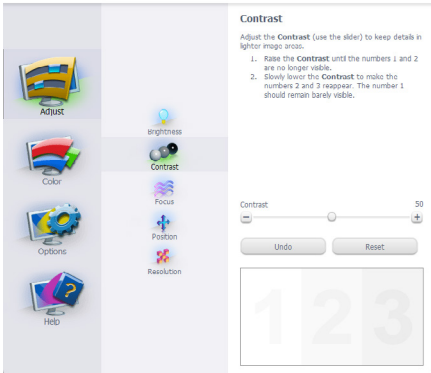 Adjust
Color
Options
Help
Brightness
Contrast
Focus
Position
Resolution
Contrast
Adjust the Contrast (use the slider) to keep details in
lighter image areas.
1. Raise the Contrast until the numbers 1 and 2
are no longer visible.
2. Slowly lower the Contrast to make the
numbers 2 and 3 reappear. The number 1
should remain barely visible.
Contrast 50
Undo Reset
1 2 3